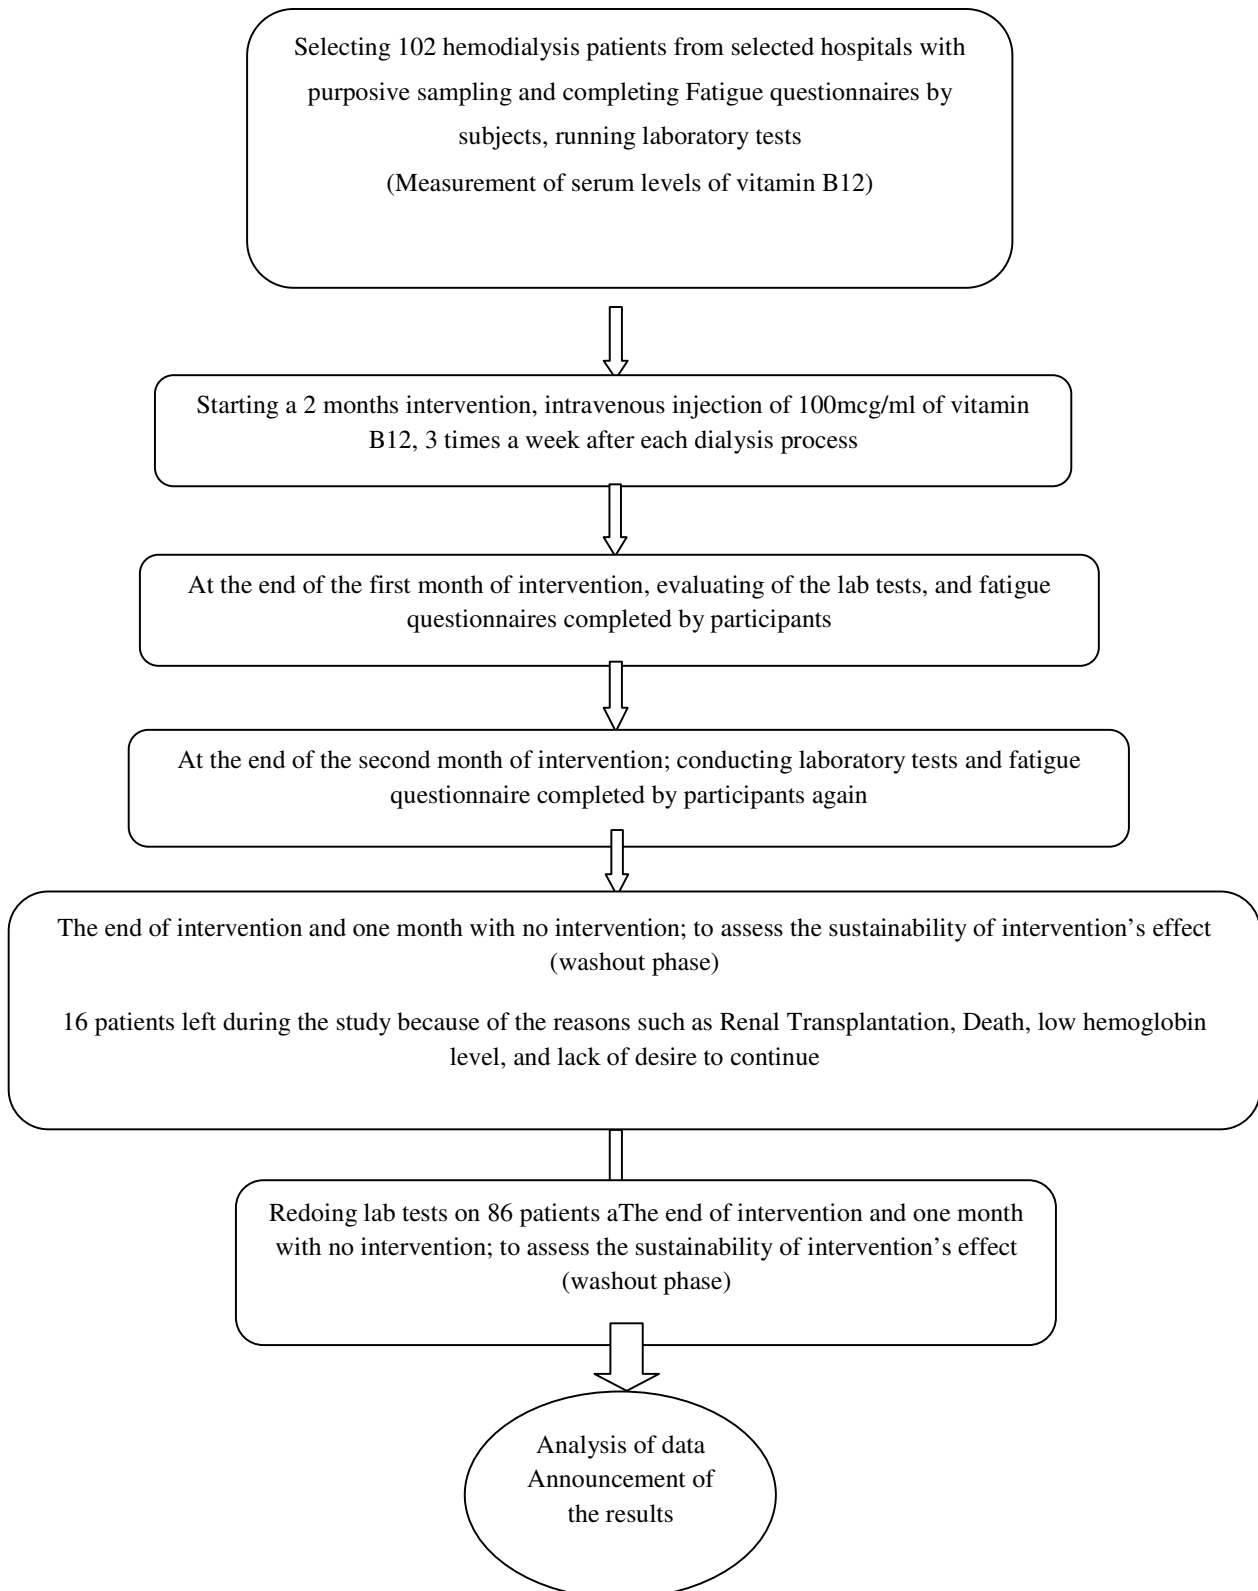 Selecting 102 hemodialysis patients from selected hospitals with
purposive sampling and completing Fatigue questionnaires by
subjects, running laboratory tests
(Measurement of serum levels of vitamin B12)
Starting a 2 months intervention, intravenous injection of 100mcg/ml of vitamin
B12, 3 times a week after each dialysis process
At the end of the first month of intervention, evaluating of the lab tests, and fatigue
questionnaires completed by participants
At the end of the second month of intervention; conducting laboratory tests and fatigue
questionnaire completed by participants again
The end of intervention and one month with no intervention; to assess the sustainability of intervention’s effect
(washout phase)
16 patients left during the study because of the reasons such as Renal Transplantation, Death, low hemoglobin
level, and lack of desire to continue
Redoing lab tests on 86 patients aThe end of intervention and one month
with no intervention; to assess the sustainability of intervention’s effect
(washout phase)
Analysis of data
Announcement of
the results